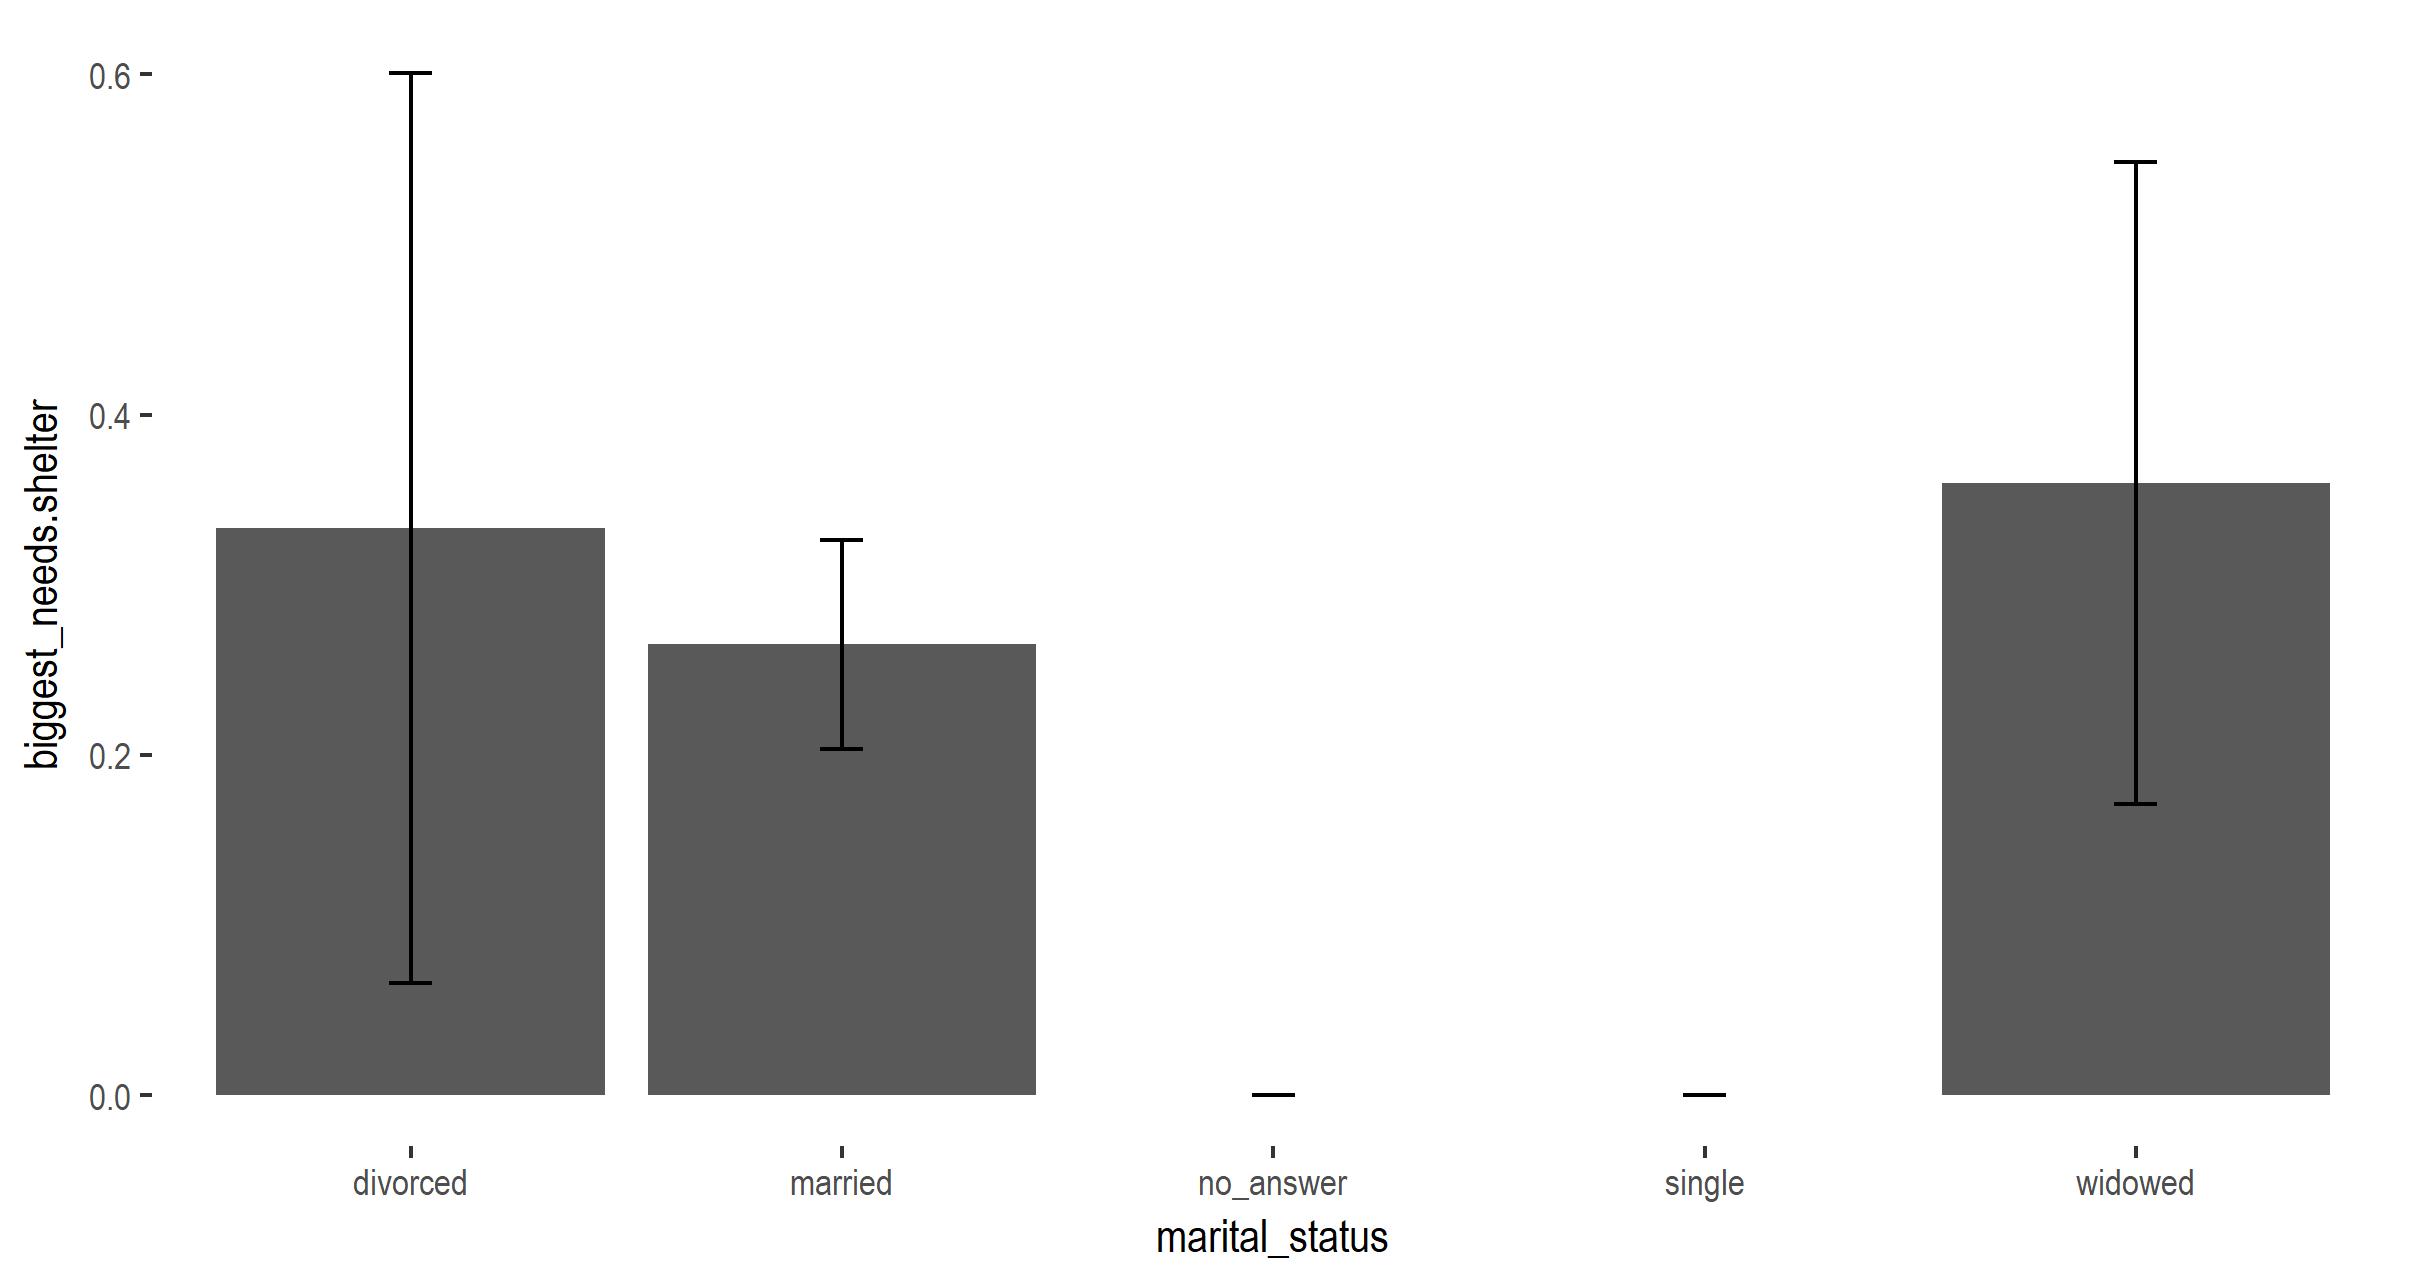 0.6
0.4
0.2
0.0
biggest_needs.shelter
divorced married no_answer single widowed
marital_status